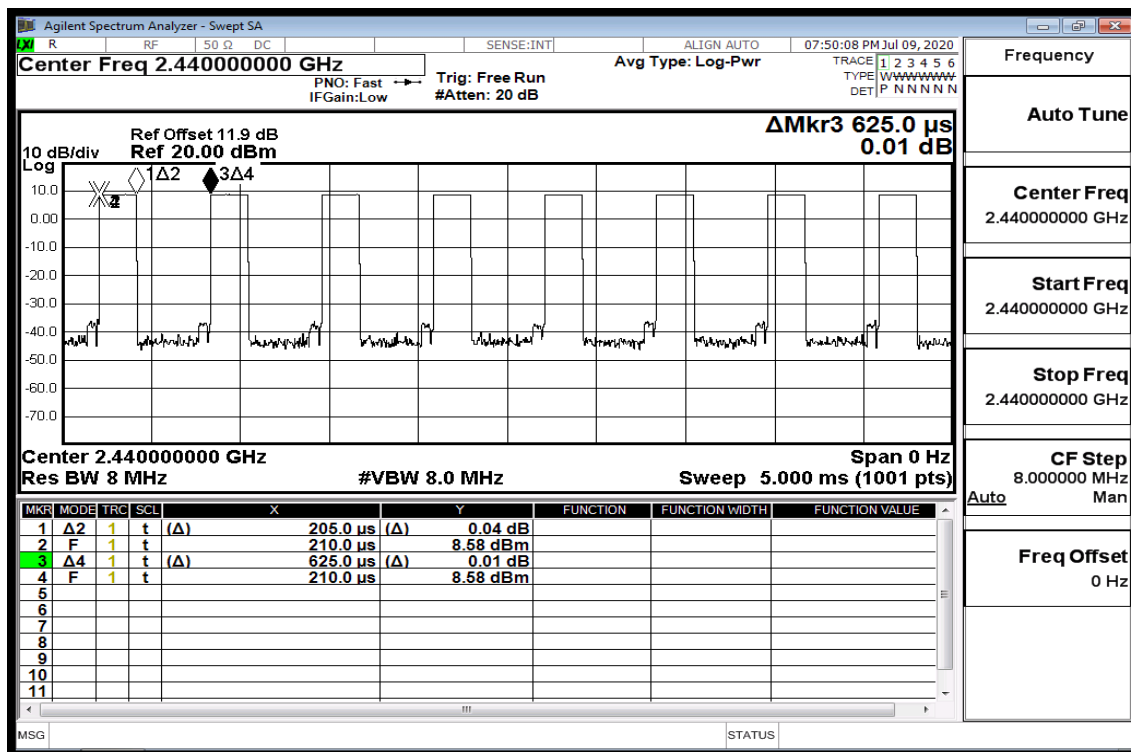 Agilent Spectrum Analyzer - Swept SA
LXI R RF 50 Ω DC SENSE:INT ALIGN AUTO 07:50:08 PM Jul 09, 2020
Center Freq 2.440000000 GHz
PNO: Fast
IFGain:Low
Trig: Free Run
#Atten: 20 dB
Avg Type: Log-Pwr
TRACE 1 2 3 4 5 6
TYPE WWWWWW
DET P N N N N N
Ref Offset 11.9 dB
10 dB/div Ref 20.00 dBm
Log
ΔMkr3 625.0 µs
0.01 dB
1Δ2 3Δ4
10.0
0.00
-10.0
-20.0
-30.0
-40.0
-50.0
-60.0
-70.0
Center 2.440000000 GHz Span 0 Hz
Res BW 8 MHz #VBW 8.0 MHz Sweep 5.000 ms (1001 pts)
MKR MODE TRC SCL X Y FUNCTION FUNCTION WIDTH FUNCTION VALUE
1 Δ2 1 t (Δ) 205.0 µs (Δ) 0.04 dB
2 F 1 t 210.0 µs 8.58 dBm
3 Δ4 1 t (Δ) 625.0 µs (Δ) 0.01 dB
4 F 1 t 210.0 µs 8.58 dBm
5
6
7
8
9
10
11
MSG STATUS
Frequency
Auto Tune
Center Freq
2.440000000 GHz
Start Freq
2.440000000 GHz
Stop Freq
2.440000000 GHz
CF Step
8.000000 MHz
Auto Man
Freq Offset
0 Hz